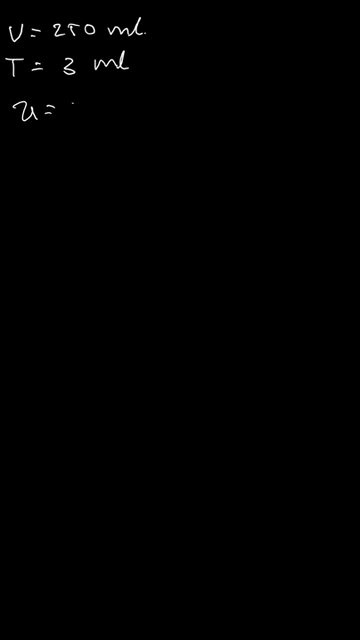 V = 250 ml.
T = 3 ml